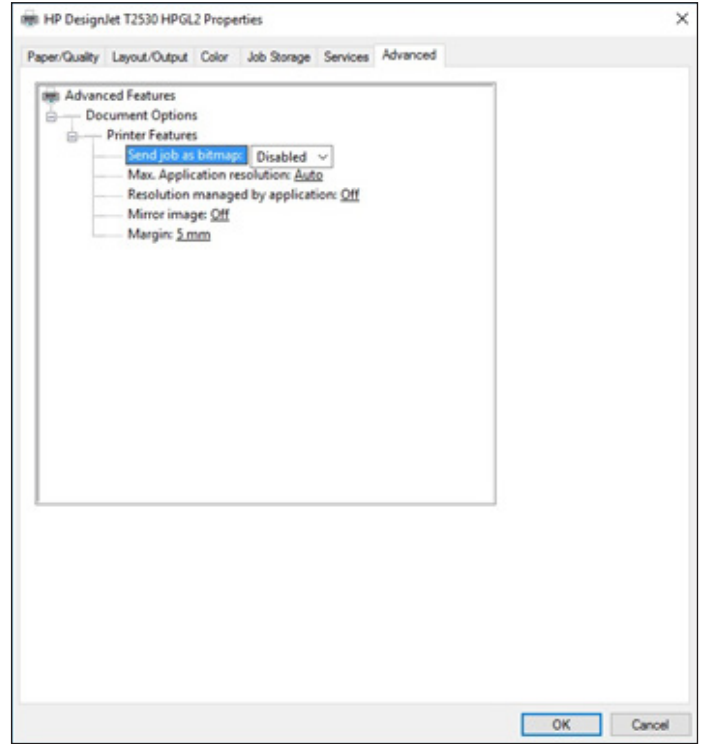 HP DesignJet T2530 HPGL2 Properties
Paper/Quality Layout/Output Color Job Storage Services Advanced
Advanced Features
Document Options
Printer Features
Send job as bitmap: Disabled
Max. Application resolution: Auto
Resolution managed by application: Off
Mirror image: Off
Margin: 5 mm
OK Cancel